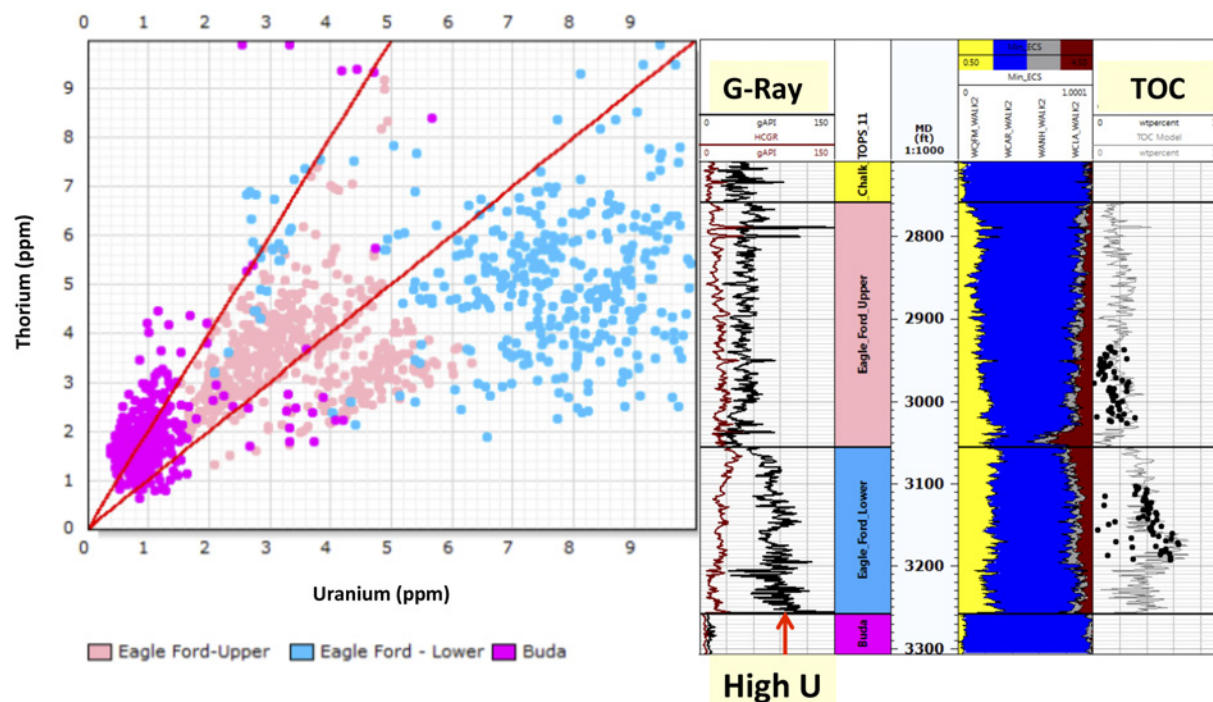 0 1 2 3 4 5 6 7 8 9
9
8
7
6
5
4
3
2
1
0
0 1 2 3 4 5 6 7 8 9
Thorium (ppm)
Uranium (ppm)
Eagle Ford-Upper Eagle Ford - Lower Buda
G-Ray
0 gAPI 150
HCGR
0 gAPI 150
TOPS_11
MD
(ft)
1:1000
Min_ECS
0.50
Min_ECS
0 1.0001
WQFM_WALK2
WCAR_WALK2
WANH_WALK2
WCLA_WALK2
TOC
wtpercent
TOC Model
0 wtpercent
Chalk
Eagle_Ford_Upper
Eagle_Ford_Lower
Buda
2800
2900
3000
3100
3200
3300
High U